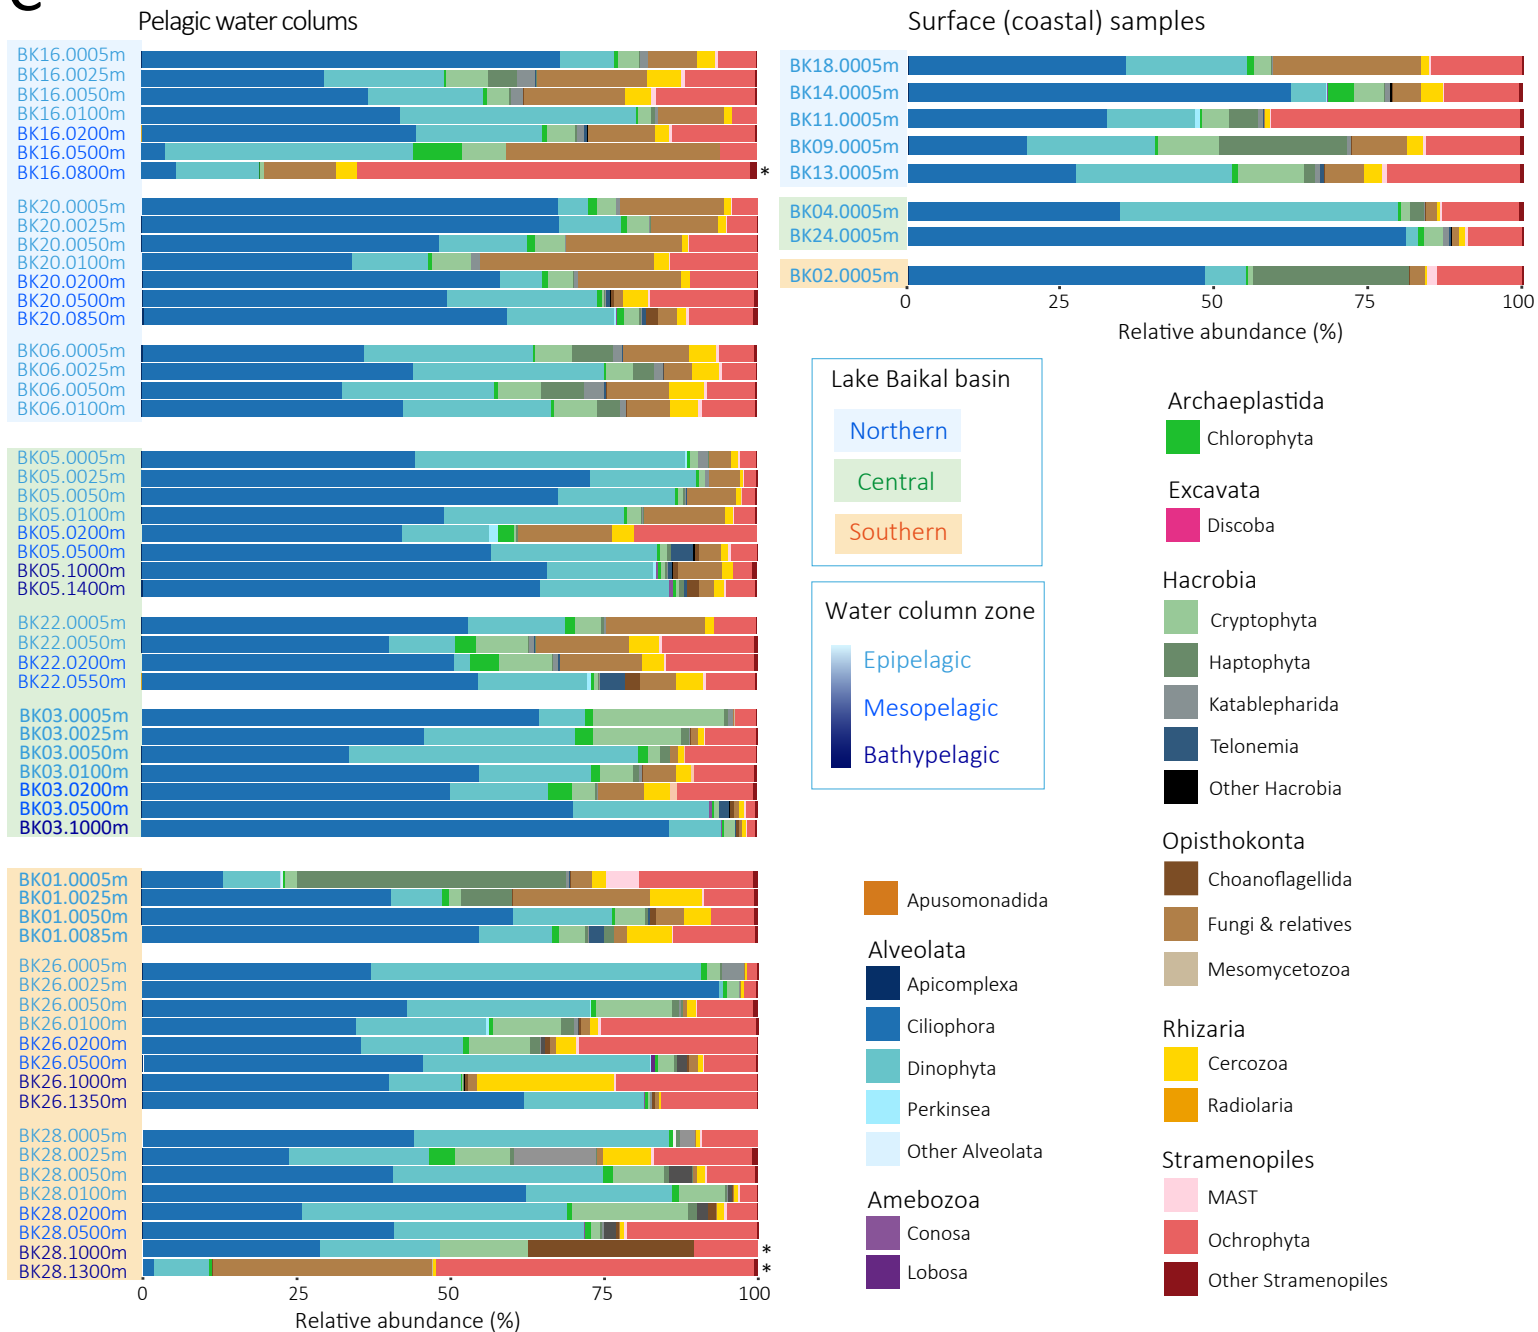 C
Pelagic water colums
BK16.0005m
BK16.0025m
BK16.0050m
BK16.0100m
BK16.0200m
BK16.0500m
BK16.0800m
*
BK20.0005m
BK20.0025m
BK20.0050m
BK20.0100m
BK20.0200m
BK20.0500m
BK20.0850m
BK06.0005m
BK06.0025m
BK06.0050m
BK06.0100m
BK05.0005m
BK05.0025m
BK05.0050m
BK05.0100m
BK05.0200m
BK05.0500m
BK05.1000m
BK05.1400m
BK22.0005m
BK22.0050m
BK22.0200m
BK22.0550m
BK03.0005m
BK03.0025m
BK03.0050m
BK03.0100m
BK03.0200m
BK03.0500m
BK03.1000m
BK01.0005m
BK01.0025m
BK01.0050m
BK01.0085m
BK26.0005m
BK26.0025m
BK26.0050m
BK26.0100m
BK26.0200m
BK26.0500m
BK26.1000m
BK26.1350m
BK28.0005m
BK28.0025m
BK28.0050m
BK28.0100m
BK28.0200m
BK28.0500m
BK28.1000m
*
BK28.1300m
*
0 25 50 75 100
Relative abundance (%)
Surface (coastal) samples
BK18.0005m
BK14.0005m
BK11.0005m
BK09.0005m
BK13.0005m
BK04.0005m
BK24.0005m
BK02.0005m
0 25 50 75 100
Relative abundance (%)
Lake Baikal basin
Northern
Central
Southern
Water column zone
Epipelagic
Mesopelagic
Bathypelagic
Apusomonadida
Alveolata
Apicomplexa
Ciliophora
Dinophyta
Perkinsea
Other Alveolata
Amebozoa
Conosa
Lobosa
Archaeplastida
Chlorophyta
Excavata
Discoba
Hacrobia
Cryptophyta
Haptophyta
Katablepharida
Telonemia
Other Hacrobia
Opisthokonta
Choanoflagellida
Fungi & relatives
Mesomycetozoa
Rhizaria
Cercozoa
Radiolaria
Stramenopiles
MAST
Ochrophyta
Other Stramenopiles